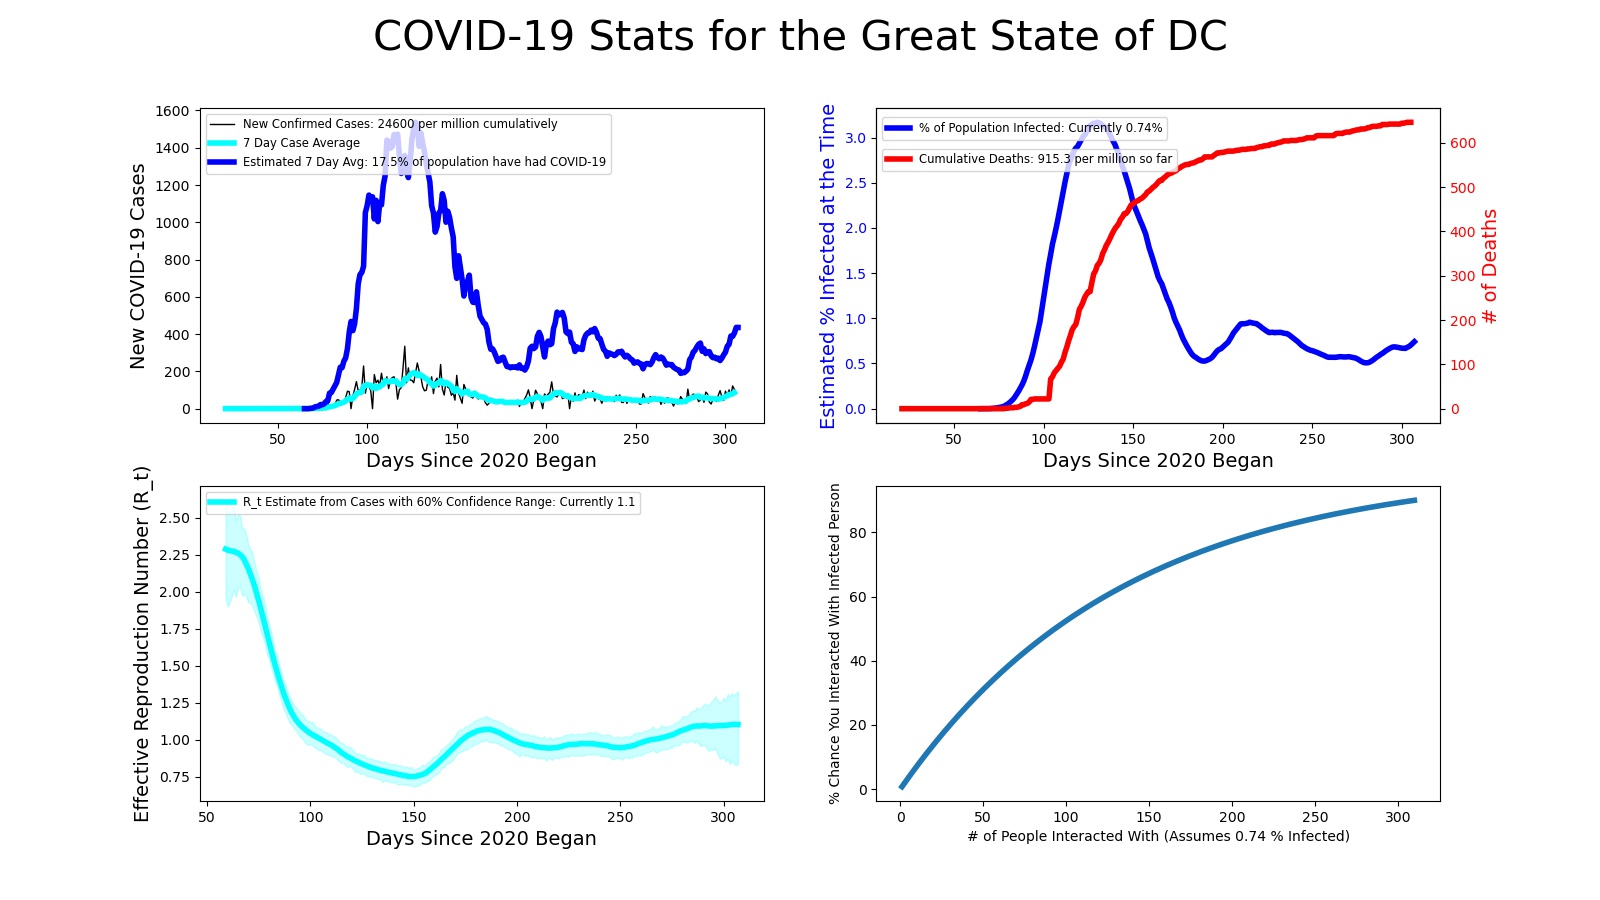 COVID-19 Stats for the Great State of DC
New COVID-19 Cases
1600
1400
1200
1000
800
600
400
200
0
New Confirmed Cases: 24600 per million cumulatively
7 Day Case Average
Estimated 7 Day Avg: 17.5% of population have had COVID-19
50 100 150 200 250 300
Days Since 2020 Began
Estimated % Infected at the Time
3.0
2.5
2.0
1.5
1.0
0.5
0.0
% of Population Infected: Currently 0.74%
Cumulative Deaths: 915.3 per million so far
600
500
400
300
200
100
0
# of Deaths
50 100 150 200 250 300
Days Since 2020 Began
Effective Reproduction Number (R_t)
2.50
2.25
2.00
1.75
1.50
1.25
1.00
0.75
R_t Estimate from Cases with 60% Confidence Range: Currently 1.1
50 100 150 200 250 300
Days Since 2020 Began
% Chance You Interacted With Infected Person
80
60
40
20
0
0 50 100 150 200 250 300
# of People Interacted With (Assumes 0.74 % Infected)